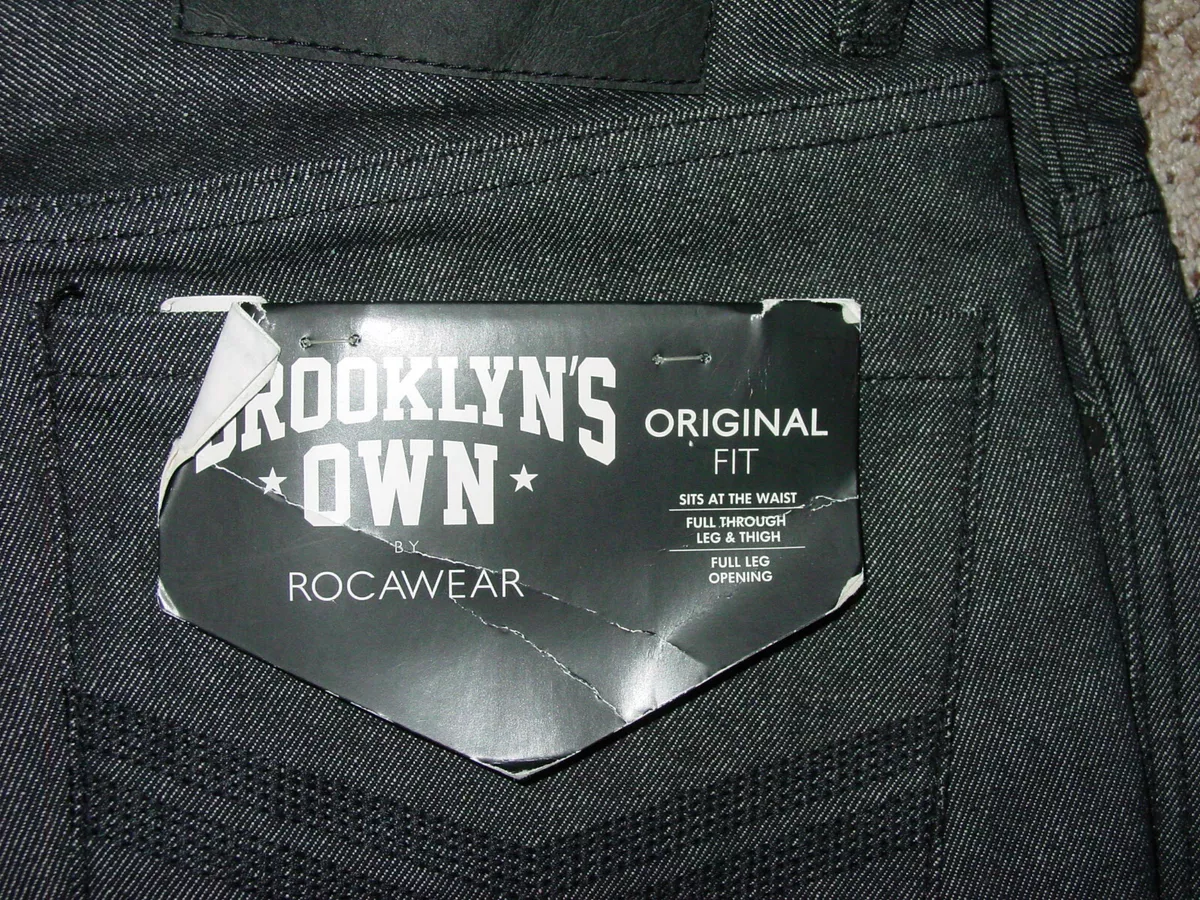 BROOKLYN'S
OWN
BY
ROCAWEAR
ORIGINAL
FIT
SITS AT THE WAIST
FULL THROUGH
LEG & THIGH
FULL LEG
OPENING